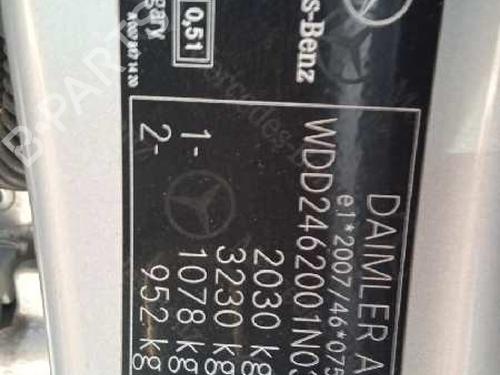 DAIMLER A
e1*2007/46*075
WDD2462001N03
2030 kg
3230 kg
1- 1078 kg
2- 952 kg
s-Benz
0,51
gary